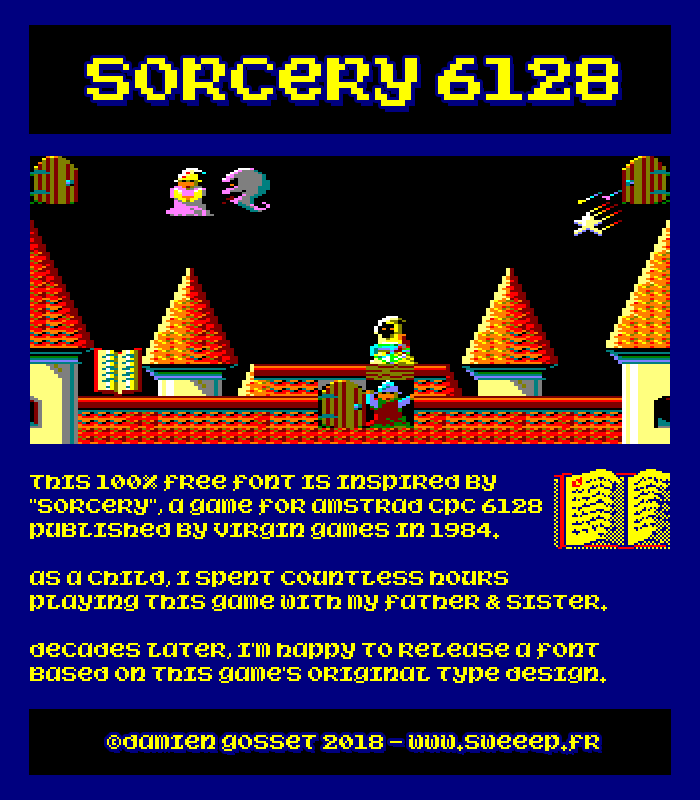 SORCERY 6128
THIS 100% FREE FONT IS INSPIRED BY
"SORCERY", A GAME FOR AMSTRAD CPC 6128
PUBLISHED BY VIRGIN GAMES IN 1984.
AS A CHILD, I SPENT COUNTLESS HOURS
PLAYING THIS GAME WITH MY FATHER & SISTER.
DECADES LATER, I'M HAPPY TO RELEASE A FONT
BASED ON THIS GAME'S ORIGINAL TYPE DESIGN.
©DAMIEN GOSSET 2018 – WWW.SWEEEP.FR